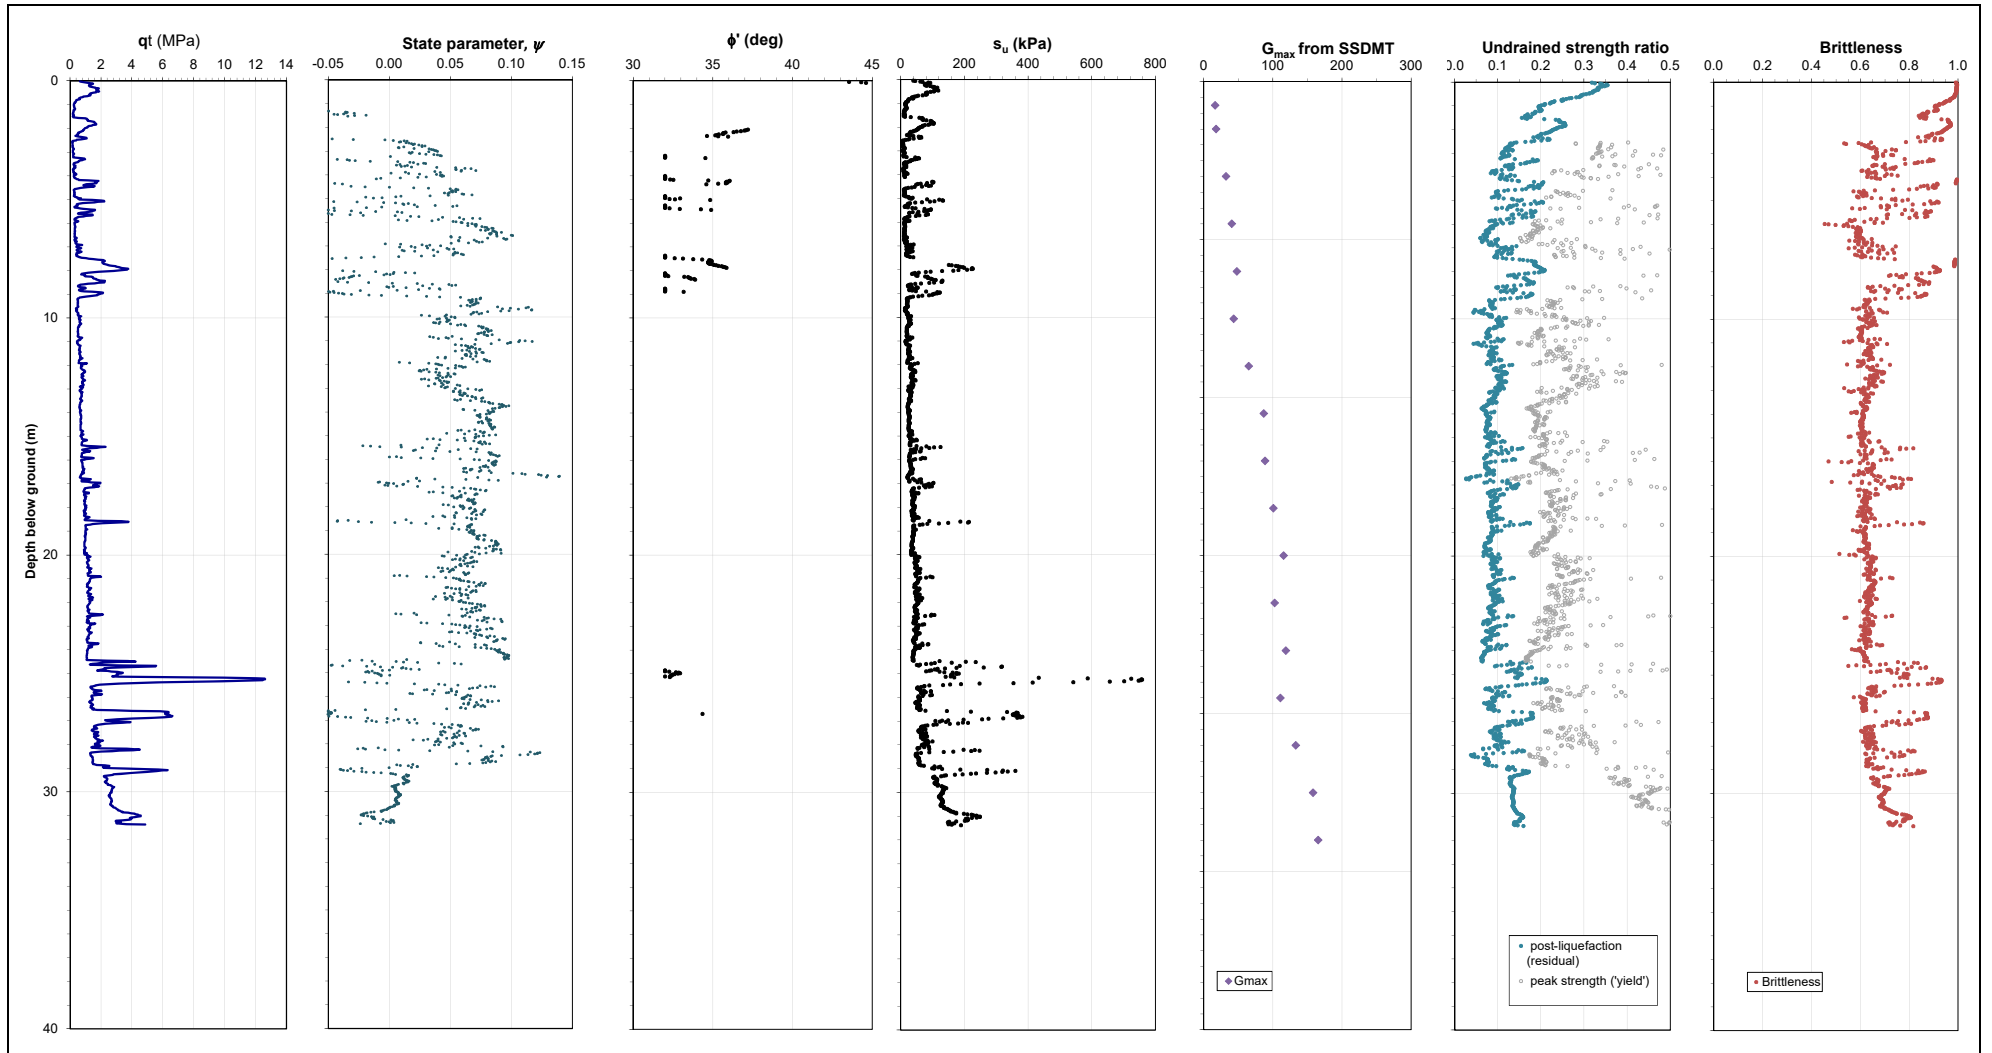 qt (MPa)
0 2 4 6 8 10 12 14
State parameter, ψ
-0.05 0.00 0.05 0.10 0.15
ϕ' (deg)
30 35 40 45
su (kPa)
0 200 400 600 800
Gmax from SSDMT
0 100 200 300
Undrained strength ratio
0.0 0.1 0.2 0.3 0.4 0.5
Brittleness
0.0 0.2 0.4 0.6 0.8 1.0
0
10
20
30
40
Depth below ground (m)
Gmax
post-liquefaction
(residual)
peak strength ('yield')
Brittleness